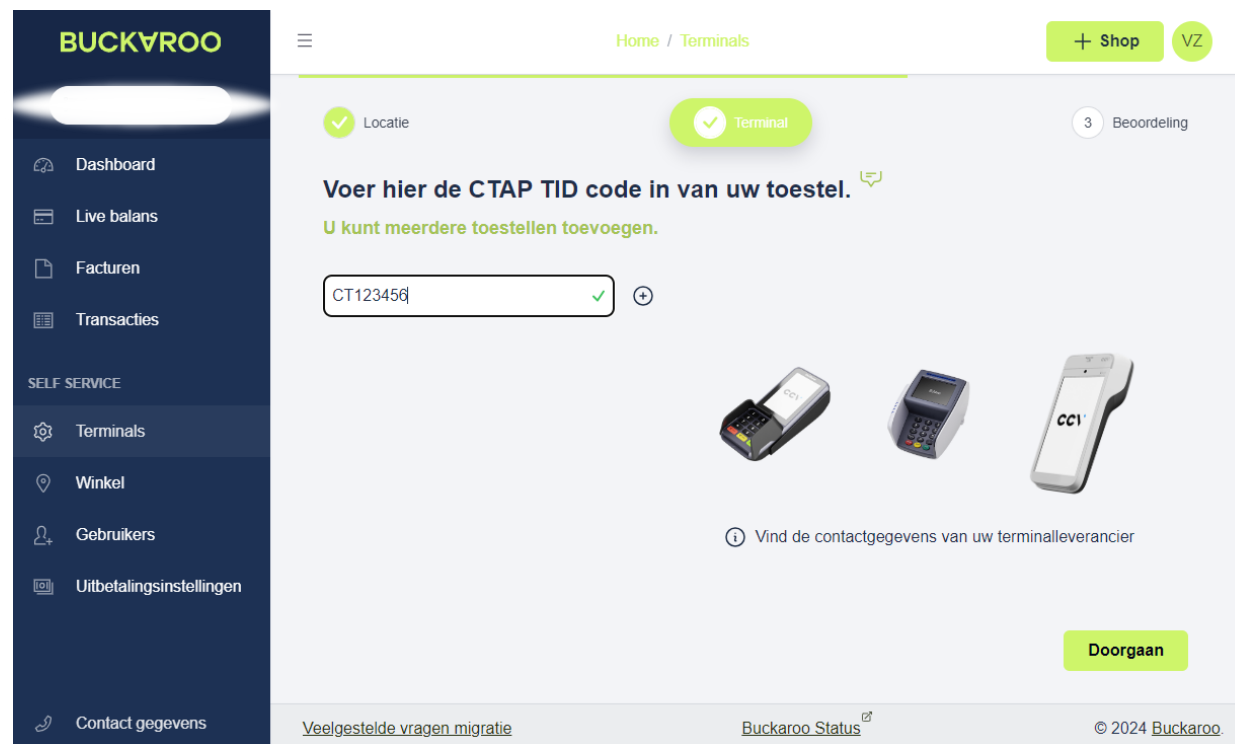 BUCKAROO
Home / Terminals
+ Shop
VZ
Locatie
Terminal
3 Beoordeling
Dashboard
Live balans
Facturen
Transacties
SELF SERVICE
Terminals
Winkel
Gebruikers
Uitbetalingsinstellingen
Contact gegevens
Voer hier de CTAP TID code in van uw toestel.
U kunt meerdere toestellen toevoegen.
CT123456
CCV
CCV
Vind de contactgegevens van uw terminalleverancier
Doorgaan
Veelgestelde vragen migratie
Buckaroo Status
© 2024 Buckaroo.